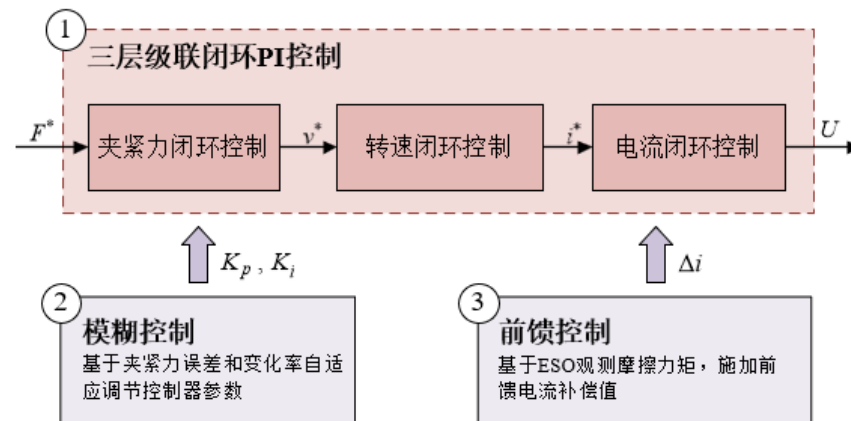 1
三层级联闭环PI控制
F* 夹紧力闭环控制 v* 转速闭环控制 i* 电流闭环控制 U
K_p , K_i
Δi
2
模糊控制
基于夹紧力误差和变化率自适
应调节控制器参数
3
前馈控制
基于ESO观测摩擦力矩，施加前
馈电流补偿值